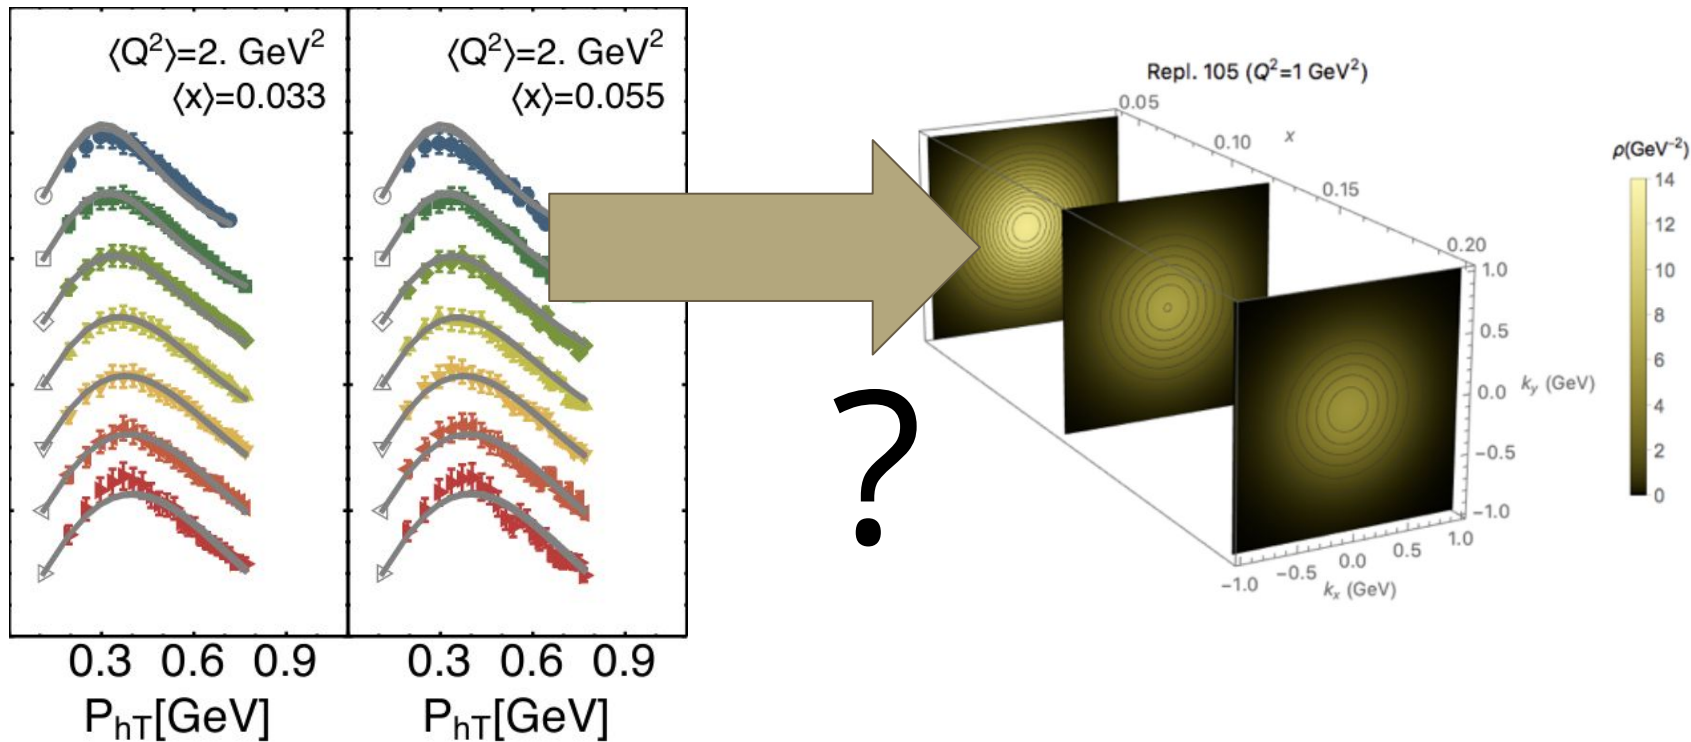 ⟨Q²⟩=2. GeV²
⟨x⟩=0.033
⟨Q²⟩=2. GeV²
⟨x⟩=0.055
0.3 0.6 0.9
P_hT[GeV]
0.3 0.6 0.9
P_hT[GeV]
?
Repl. 105 (Q²=1 GeV²)
0.05
0.10
x
0.15
0.20
1.0
0.5
0.0
k_y (GeV)
−0.5
−1.0
−1.0
−0.5
0.0
0.5
1.0
k_x (GeV)
ρ(GeV⁻²)
14
12
10
8
6
4
2
0